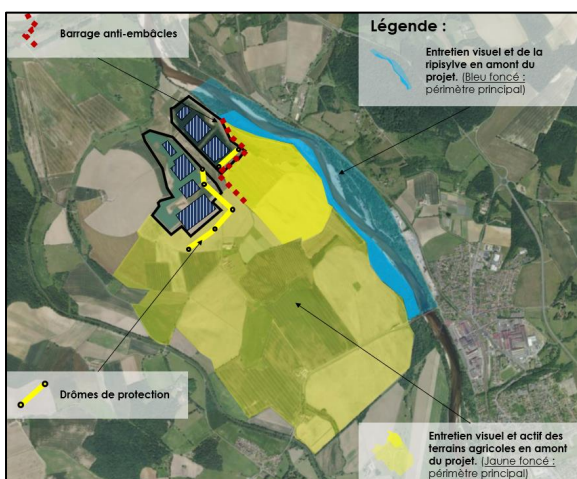 Barrage anti-embâcles
Légende :
Entretien visuel et de la
ripisylve en amont du
projet. (Bleu foncé :
périmètre principal)
Drômes de protection
Entretien visuel et actif des
terrains agricoles en amont
du projet. (Jaune foncé :
périmètre principal)